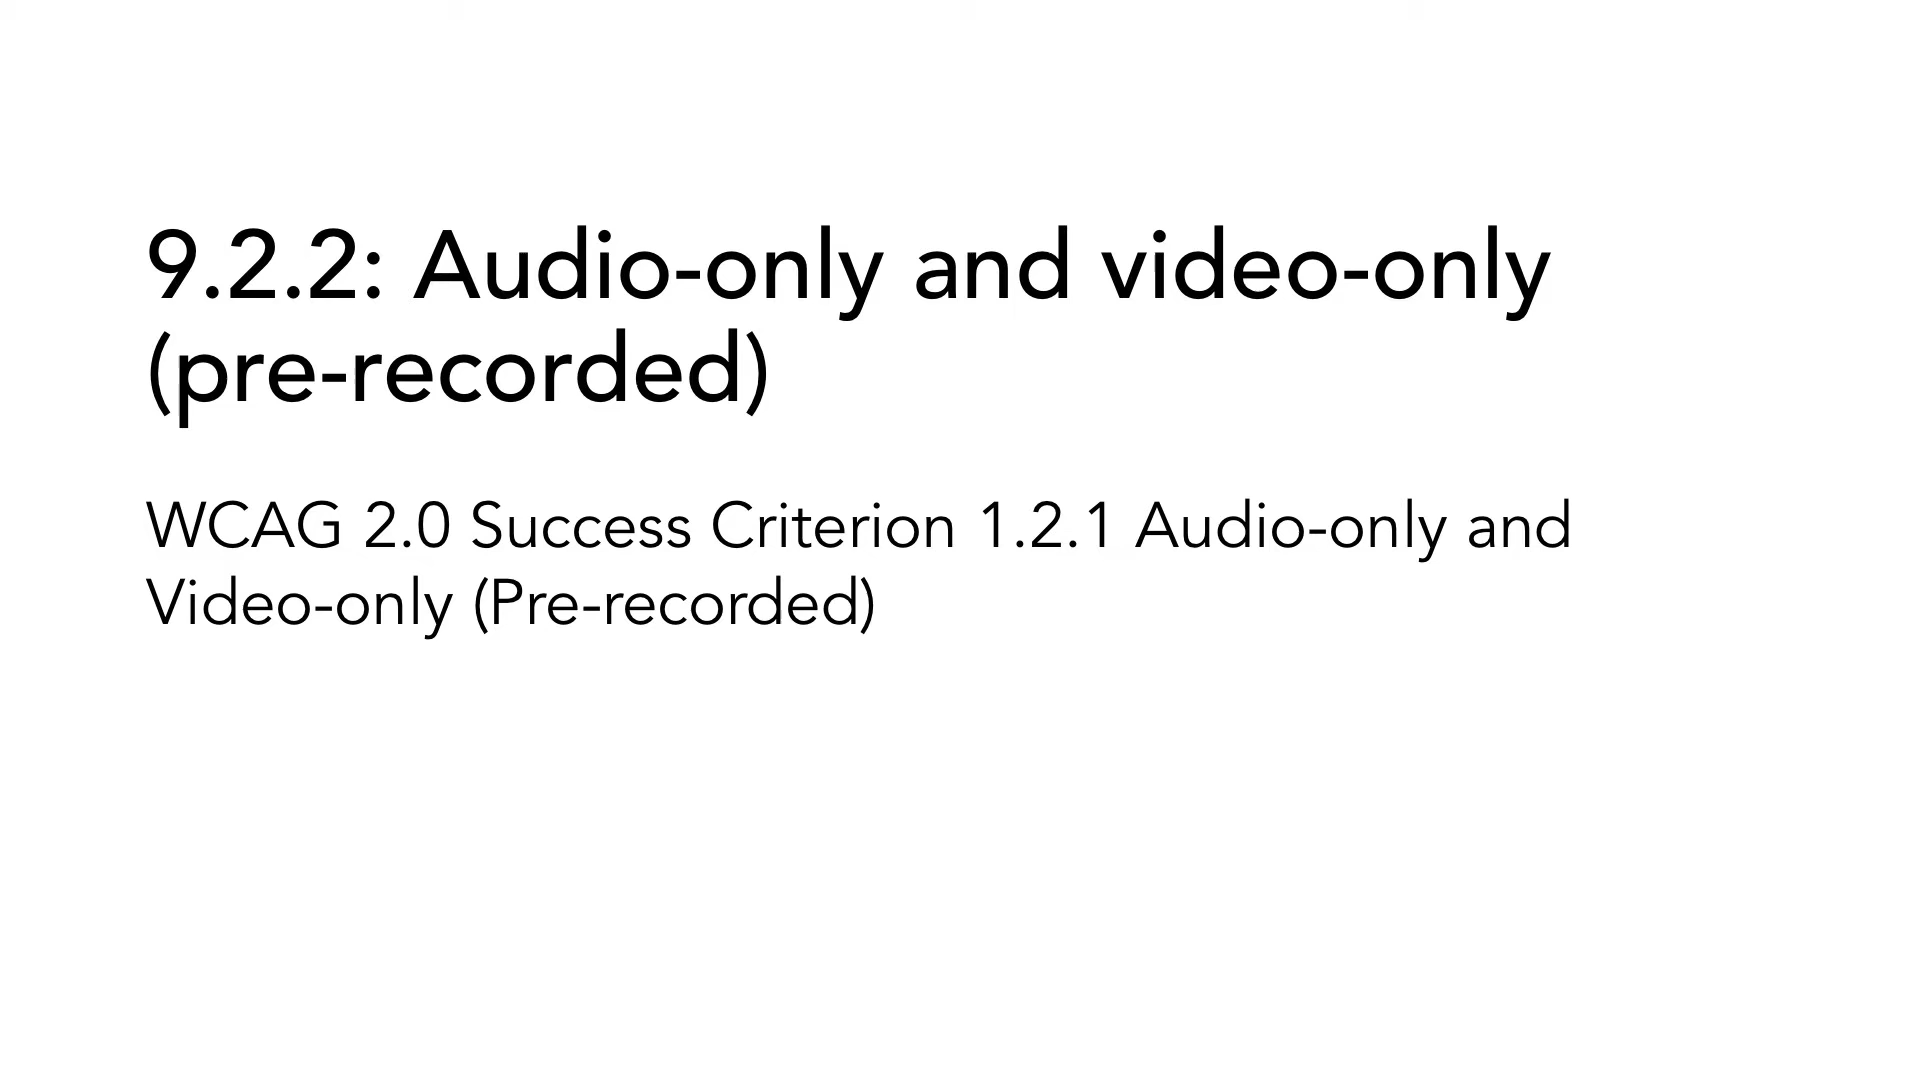 9.2.2: Audio-only and video-only
(pre-recorded)
WCAG 2.0 Success Criterion 1.2.1 Audio-only and
Video-only (Pre-recorded)